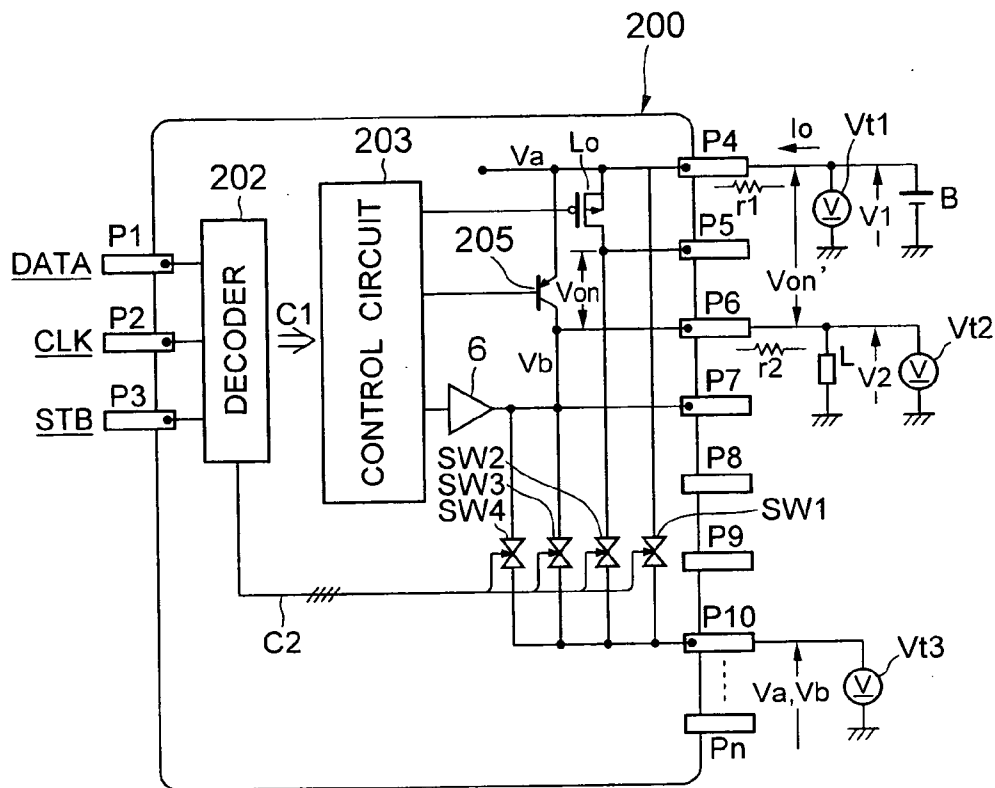 200
P4
Io
Vt1
203
Lo
Va
202
V
r1
V1
B
P5
P1
205
DATA
DECODER
C1
CONTROL CIRCUIT
Von
Von'
P6
P2
CLK
Vb
r2
L
V2
V
Vt2
6
P7
P3
STB
SW2
SW3
SW4
P8
SW1
P9
C2
P10
Vt3
Va,Vb
V
Pn